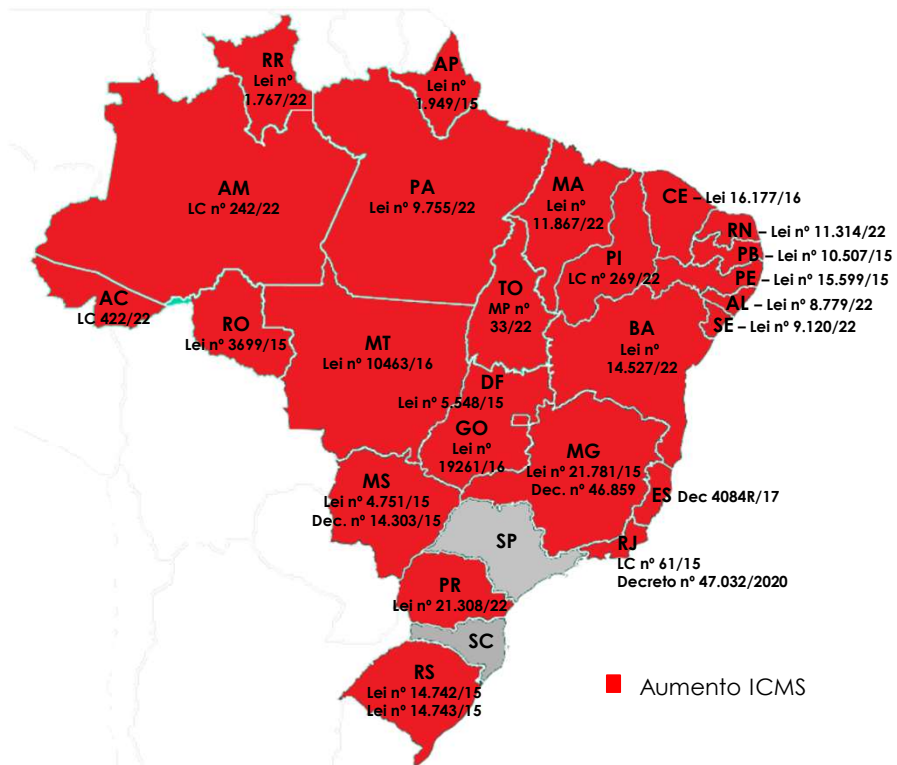 RR
Lei nº
1.767/22
AP
Lei nº
1.949/15
AM
LC nº 242/22
PA
Lei nº 9.755/22
MA
Lei nº
11.867/22
CE – Lei 16.177/16
RN – Lei nº 11.314/22
PB – Lei nº 10.507/15
PE – Lei nº 15.599/15
AL – Lei nº 8.779/22
SE – Lei nº 9.120/22
PI
LC nº 269/22
TO
MP nº
33/22
AC
LC 422/22
RO
Lei nº 3699/15
MT
Lei nº 10463/16
BA
Lei nº
14.527/22
DF
Lei nº 5.548/15
GO
Lei nº
19261/16
MG
Lei nº 21.781/15
Dec. nº 46.859
ES Dec 4084R/17
MS
Lei nº 4.751/15
Dec. nº 14.303/15
SP
RJ
LC nº 61/15
Decreto nº 47.032/2020
PR
Lei nº 21.308/22
SC
RS
Lei nº 14.742/15
Lei nº 14.743/15
Aumento ICMS